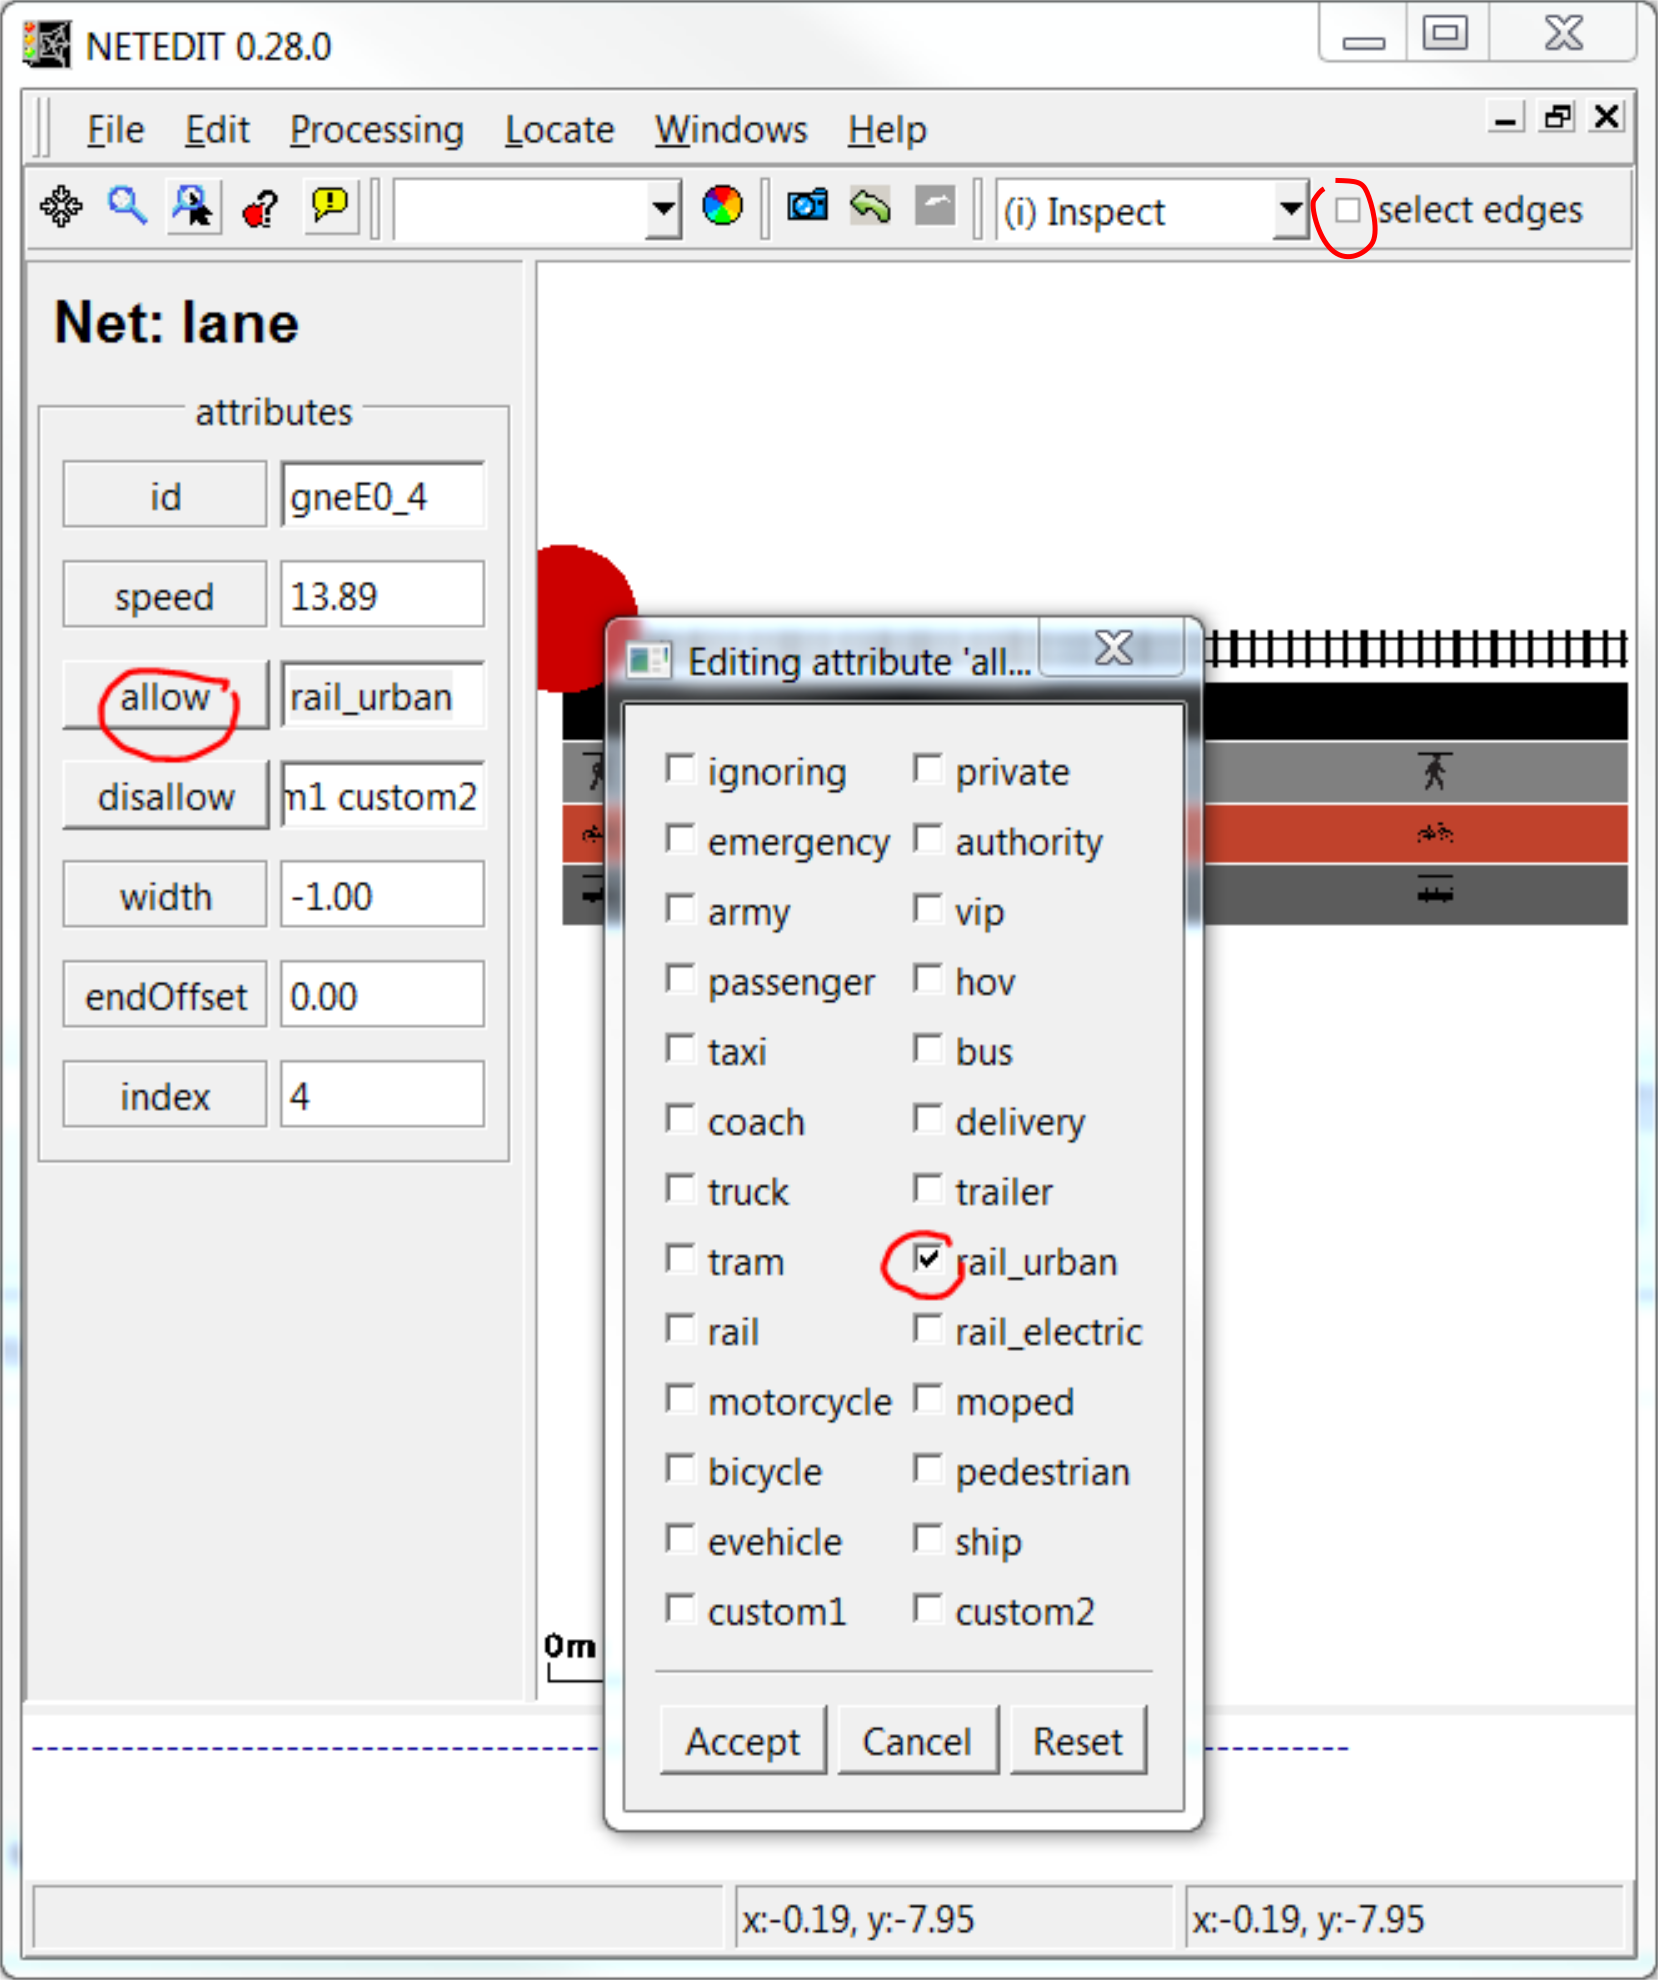 NETEDIT 0.28.0
File Edit Processing Locate Windows Help
(i) Inspect select edges
Net: lane
attributes
id gneE0_4
speed 13.89
allow rail_urban
disallow m1 custom2
width -1.00
endOffset 0.00
index 4
Editing attribute 'all...
ignoring private
emergency authority
army vip
passenger hov
taxi bus
coach delivery
truck trailer
tram rail_urban
rail rail_electric
motorcycle moped
bicycle pedestrian
evehicle ship
custom1 custom2
0m
Accept Cancel Reset
x:-0.19, y:-7.95 x:-0.19, y:-7.95